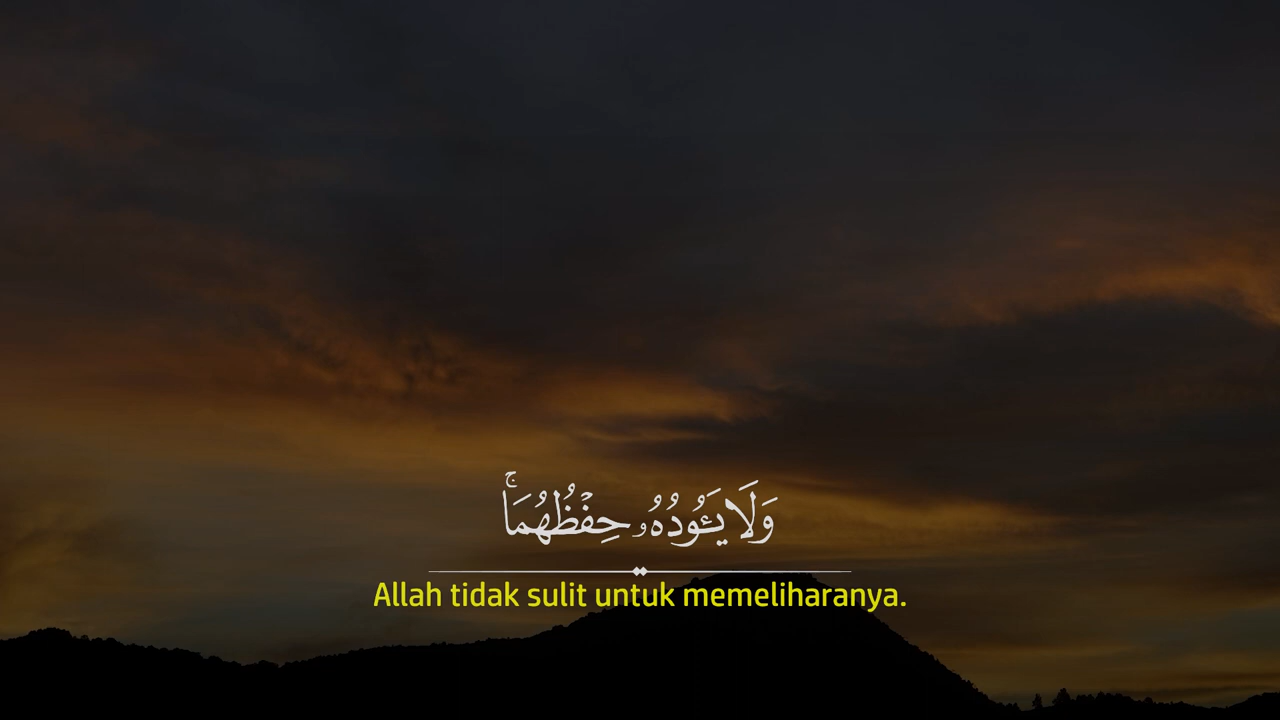 وَلَا يَـُٔودُهُۥ حِفْظُهُمَاۚ
Allah tidak sulit untuk memeliharanya.